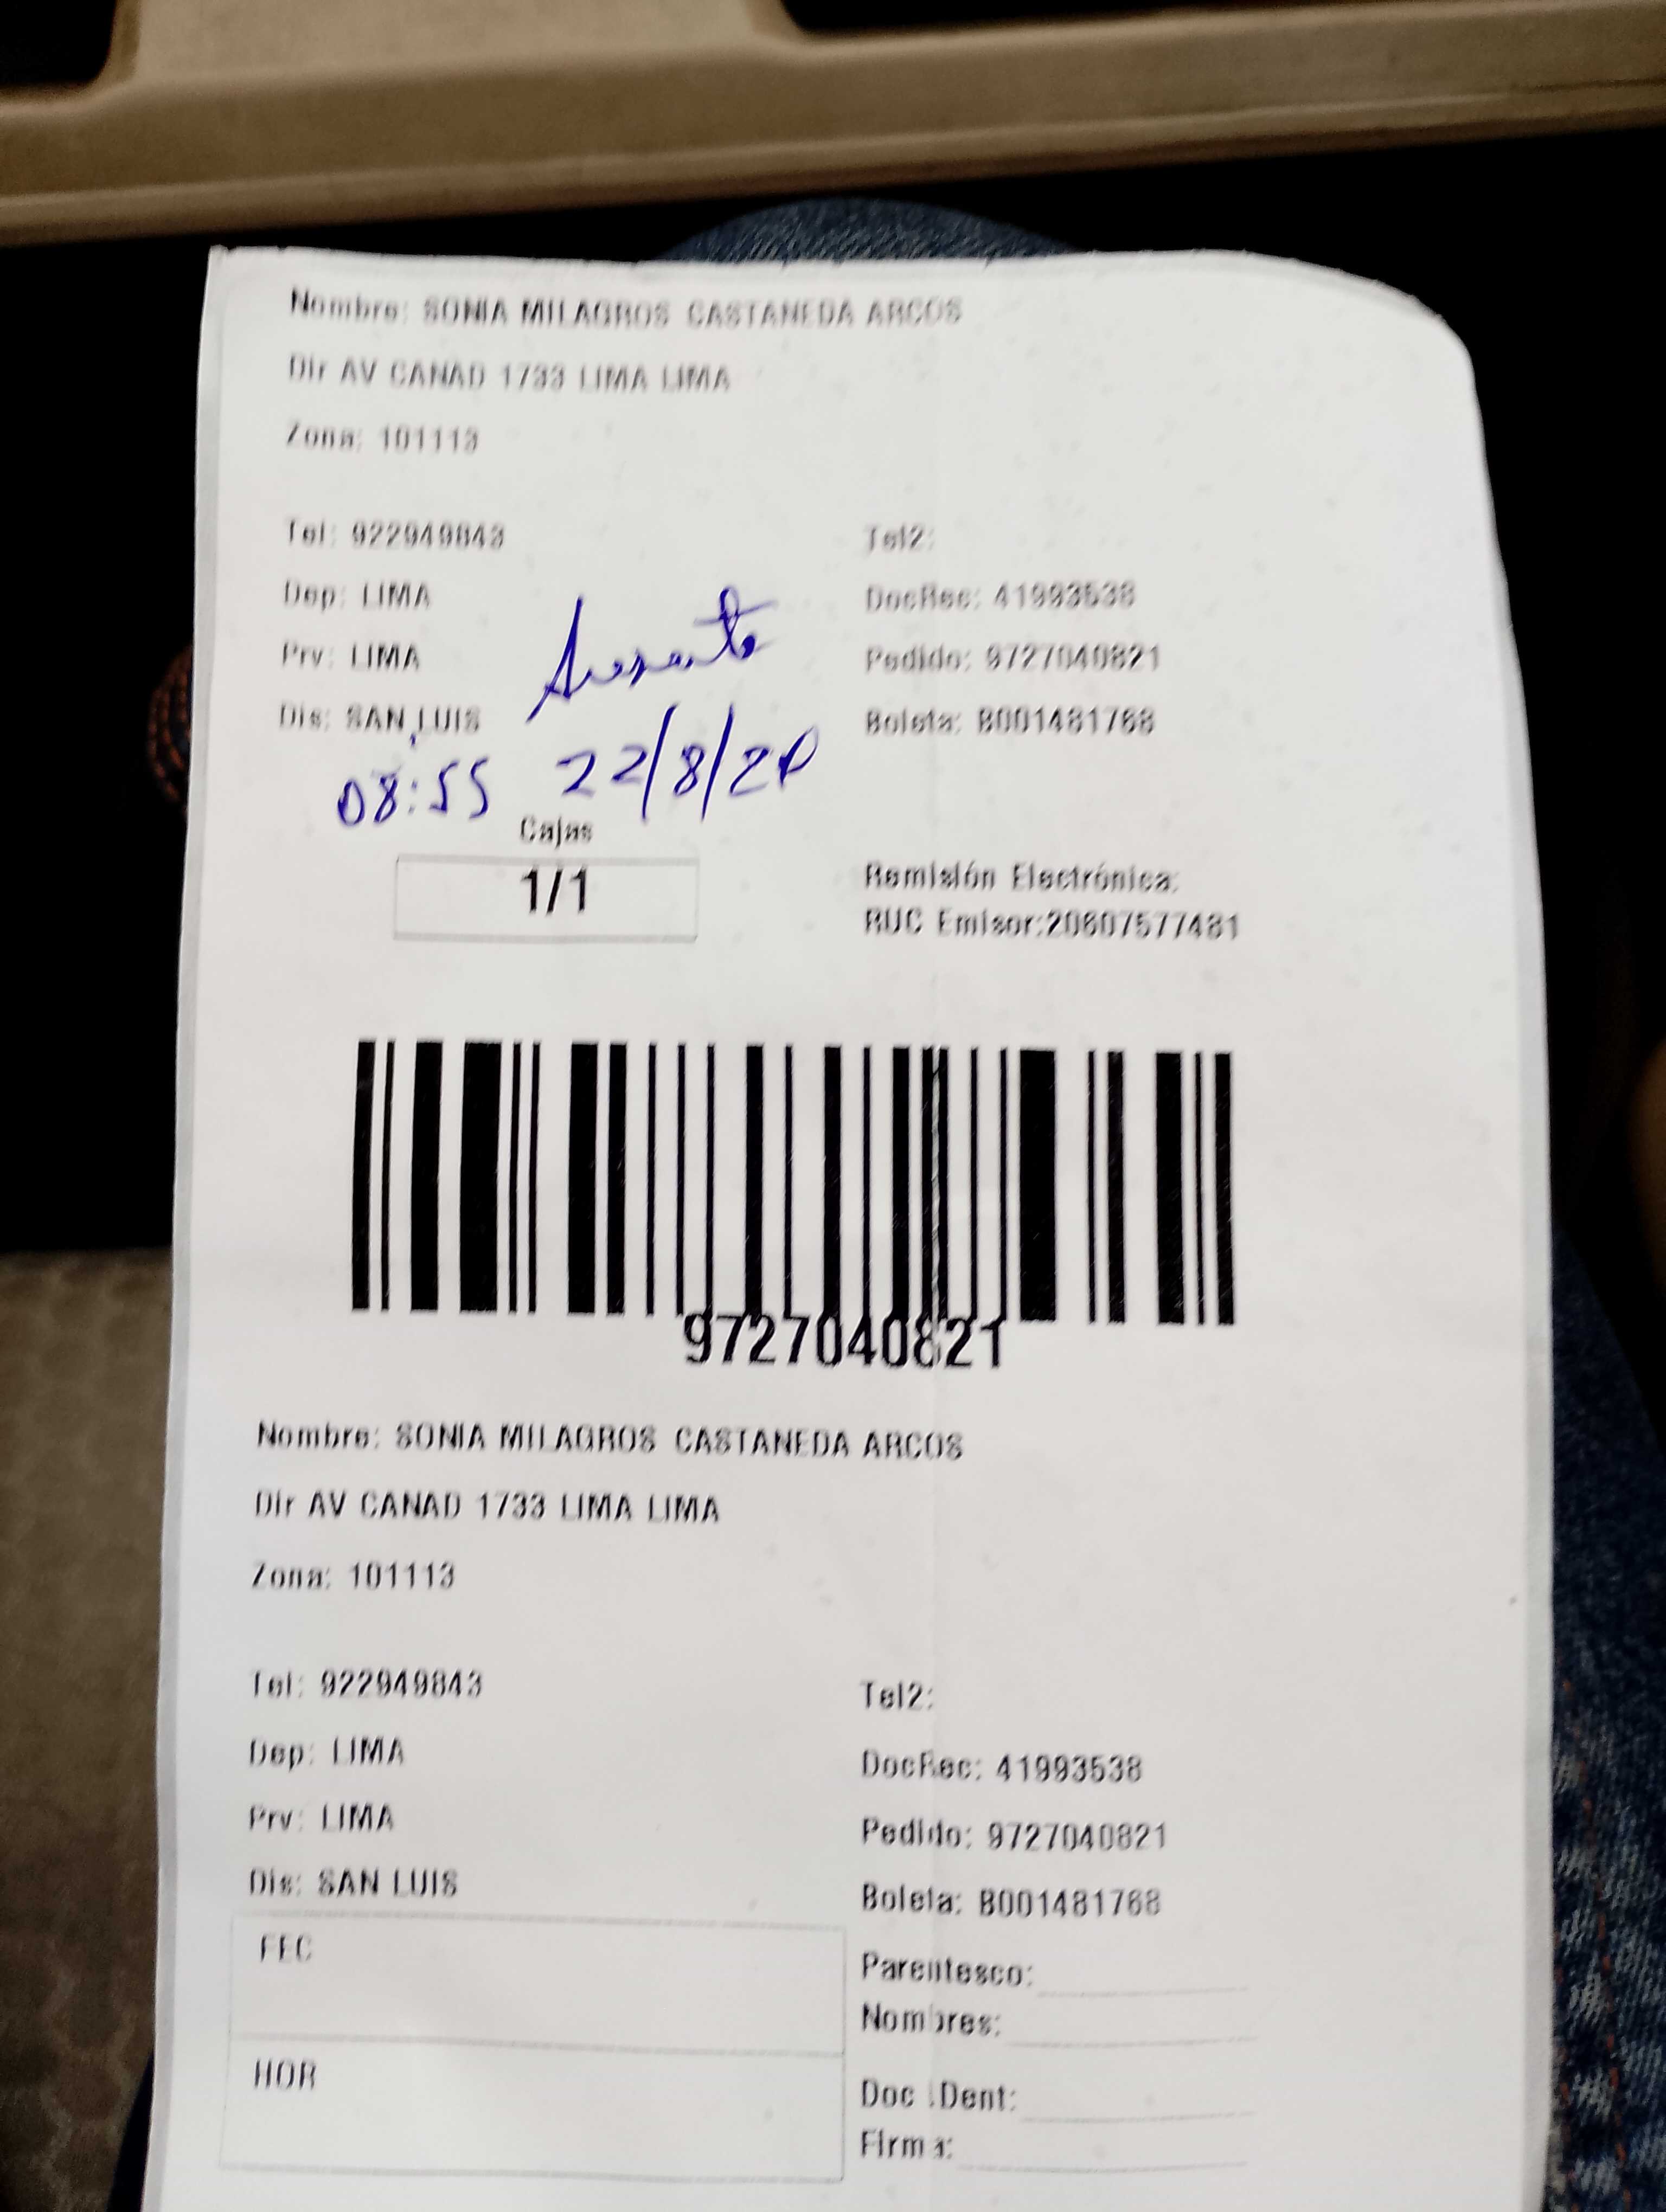 Nombre: SONIA MILAGROS CASTANEDA ARCOS
Dir AV CANAD 1733 LIMA LIMA
Zona: 101113
Tel: 922949843
Tel2:
Dep: LIMA
DocRec: 41993538
Prv: LIMA
Pedido: 9727040821
Dis: SAN LUIS
Boleta: B001481768
08:55 22/8/20
Cajas
1/1
Remisión Electrónica:
RUC Emisor:20607577481
9727040821
Nombre: SONIA MILAGROS CASTANEDA ARCOS
Dir AV CANAD 1733 LIMA LIMA
Zona: 101113
Tel: 922949843
Tel2:
Dep: LIMA
DocRec: 41993538
Prv: LIMA
Pedido: 9727040821
Dis: SAN LUIS
Boleta: B001481768
FEC
Parentesco:
Nombres:
HOR
Doc IDent:
Firma: